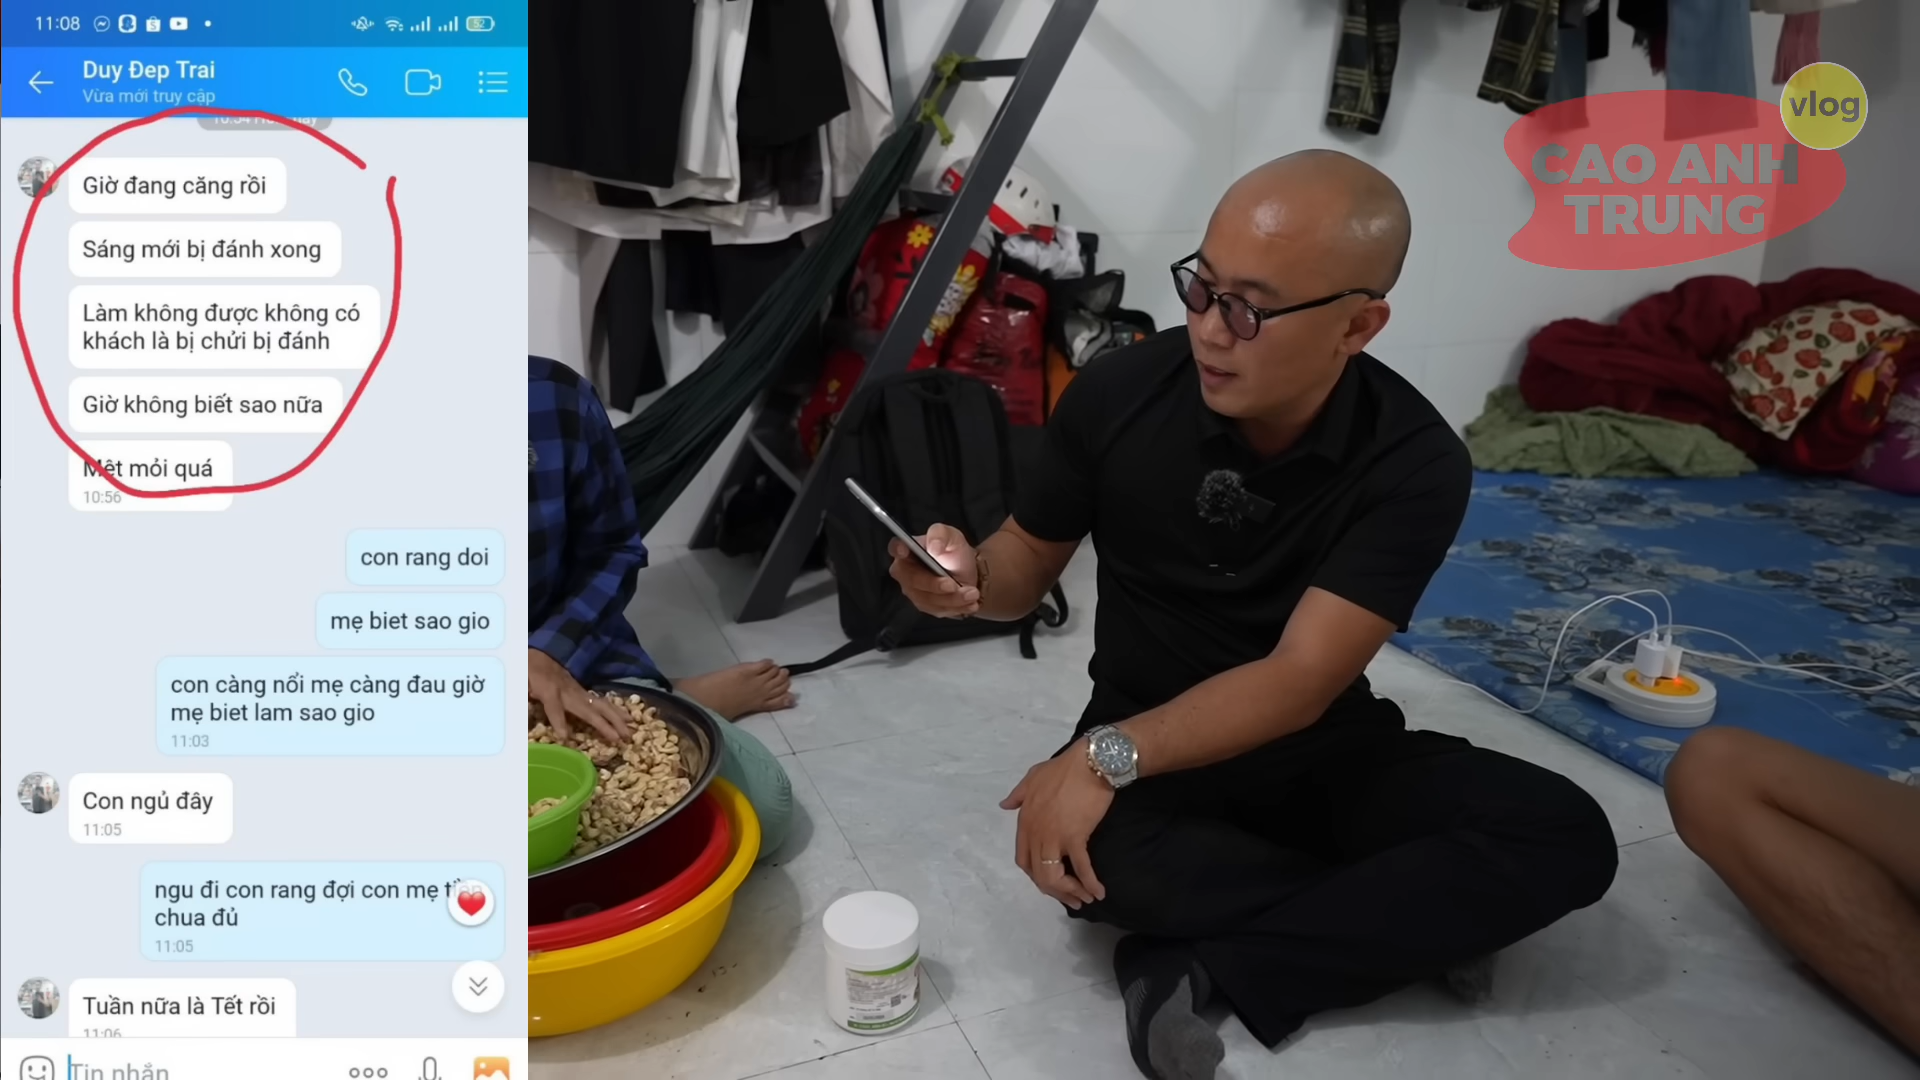 11:08
52
Duy Đẹp Trai
Vừa mới truy cập
Giờ đang căng rồi
Sáng mới bị đánh xong
Làm không được không có
khách là bị chửi bị đánh
Giờ không biết sao nữa
Mệt mỏi quá
10:56
con rang doi
mẹ biet sao gio
con càng nổi mẹ càng đau giờ
mẹ biet lam sao gio
11:03
Con ngủ đây
11:05
ngu đi con rang đợi con mẹ
chua đủ
11:05
Tuần nữa là Tết rồi
11:06
Tin nhắn
vlog
CAO ANH
TRUNG